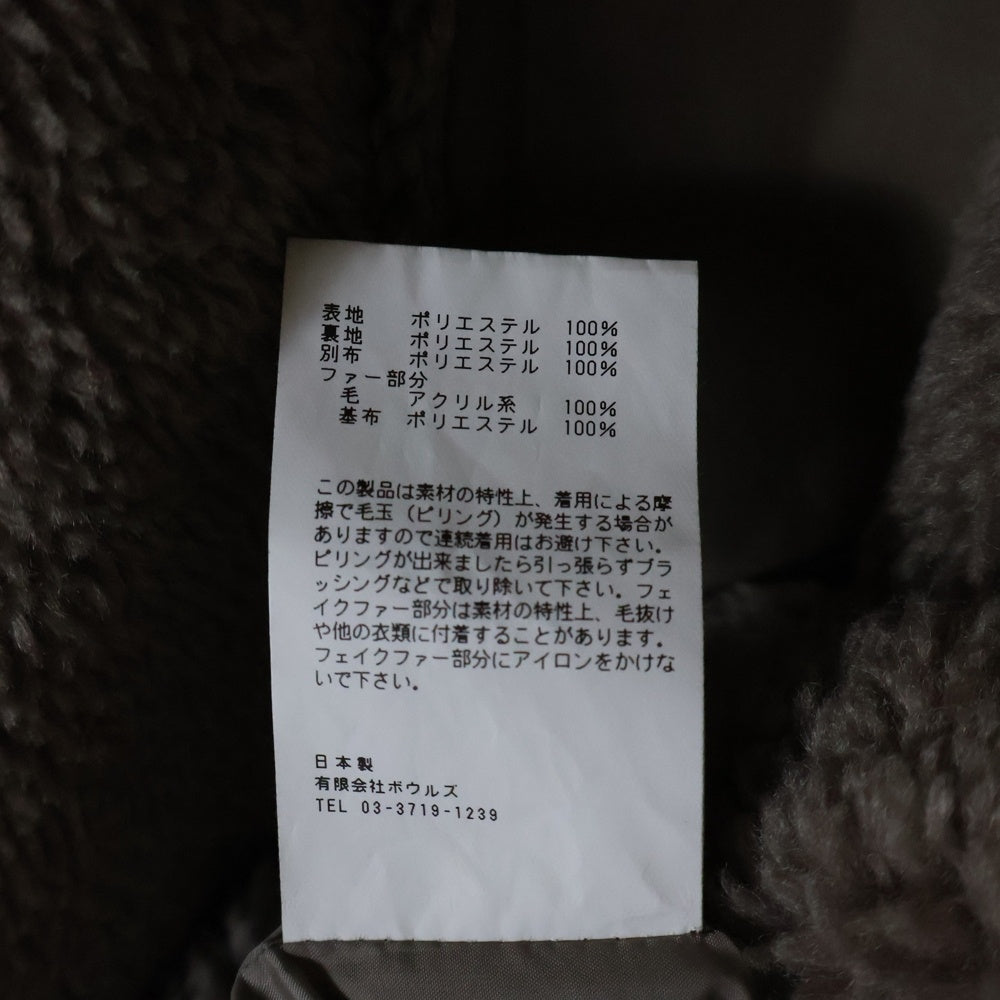 表地 ポリエステル 100%
裏地 ポリエステル 100%
別布 ポリエステル 100%
ファー部分
毛 アクリル系 100%
基布 ポリエステル 100%
この製品は素材の特性上、着用による摩
擦で毛玉（ピリング）が発生する場合が
ありますので連続着用はお避け下さい。
ピリングが出来ましたら引っ張らずブラ
ッシングなどで取り除いて下さい。フェ
イクファー部分は素材の特性上、毛抜け
や他の衣類に付着することがあります。
フェイクファー部分にアイロンをかけな
いで下さい。
日本製
有限会社ボウルズ
TEL 03-3719-1239